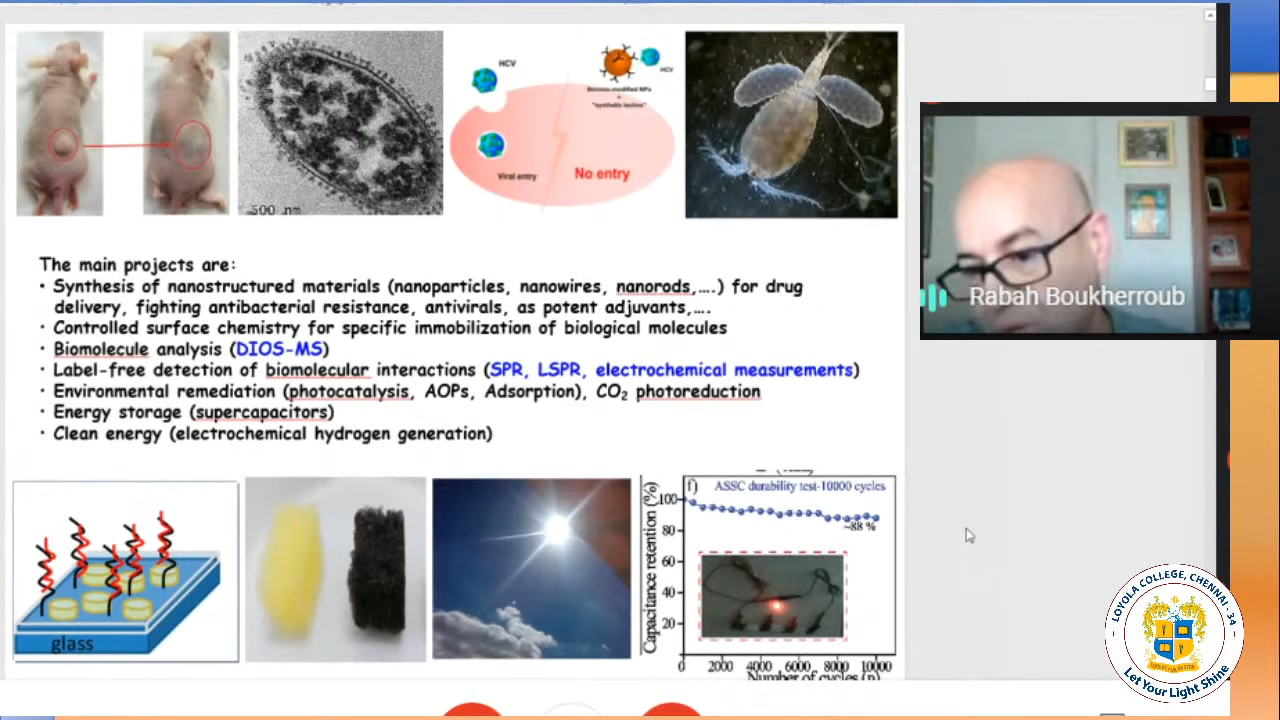 HCV
HCV
Boronic-modified NPs
=
"synthetic lectins"
Viral entry
No entry
500 nm
The main projects are:
• Synthesis of nanostructured materials (nanoparticles, nanowires, nanorods,….) for drug
delivery, fighting antibacterial resistance, antivirals, as potent adjuvants,….
• Controlled surface chemistry for specific immobilization of biological molecules
• Biomolecule analysis (DIOS-MS)
• Label-free detection of biomolecular interactions (SPR, LSPR, electrochemical measurements)
• Environmental remediation (photocatalysis, AOPs, Adsorption), CO₂ photoreduction
• Energy storage (supercapacitors)
• Clean energy (electrochemical hydrogen generation)
Rabah Boukherroub
glass
f)
ASSC durability test-10000 cycles
~88 %
Capacitance retention (%)
100
80
60
40
20
0 2000 4000 6000 8000 10000
Number of cycles (n)
LOYOLA COLLEGE, CHENNAI - 34
Let Your Light Shine